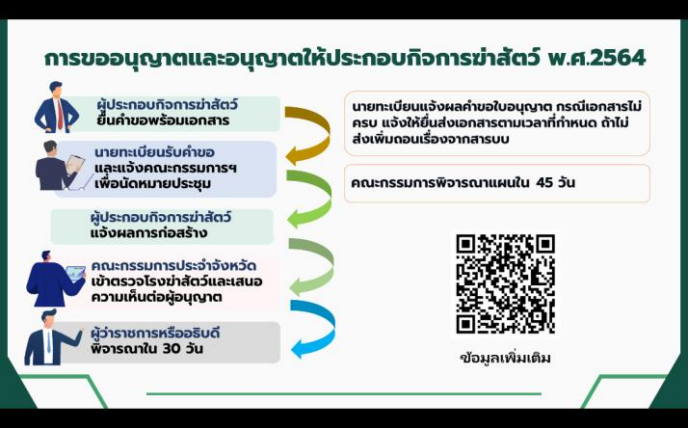 การขออนุญาตและอนุญาตให้ประกอบกิจการฆ่าสัตว์ พ.ศ.2564
ผู้ประกอบกิจการฆ่าสัตว์
ยื่นคำขอพร้อมเอกสาร
นายทะเบียนรับคำขอ
และแจ้งคณะกรรมการฯ
เพื่อนัดหมายประชุม
ผู้ประกอบกิจการฆ่าสัตว์
แจ้งผลการก่อสร้าง
คณะกรรมการประจำจังหวัด
เข้าตรวจโรงฆ่าสัตว์และเสนอ
ความเห็นต่อผู้อนุญาต
ผู้ว่าราชการหรืออธิบดี
พิจารณาใน 30 วัน
นายทะเบียนแจ้งผลคำขอใบอนุญาต กรณีเอกสารไม่
ครบ แจ้งให้ยื่นส่งเอกสารตามเวลาที่กำหนด ถ้าไม่
ส่งเพิ่มถอนเรื่องจากสารบบ
คณะกรรมการพิจารณาแผนใน 45 วัน
ข้อมูลเพิ่มเติม